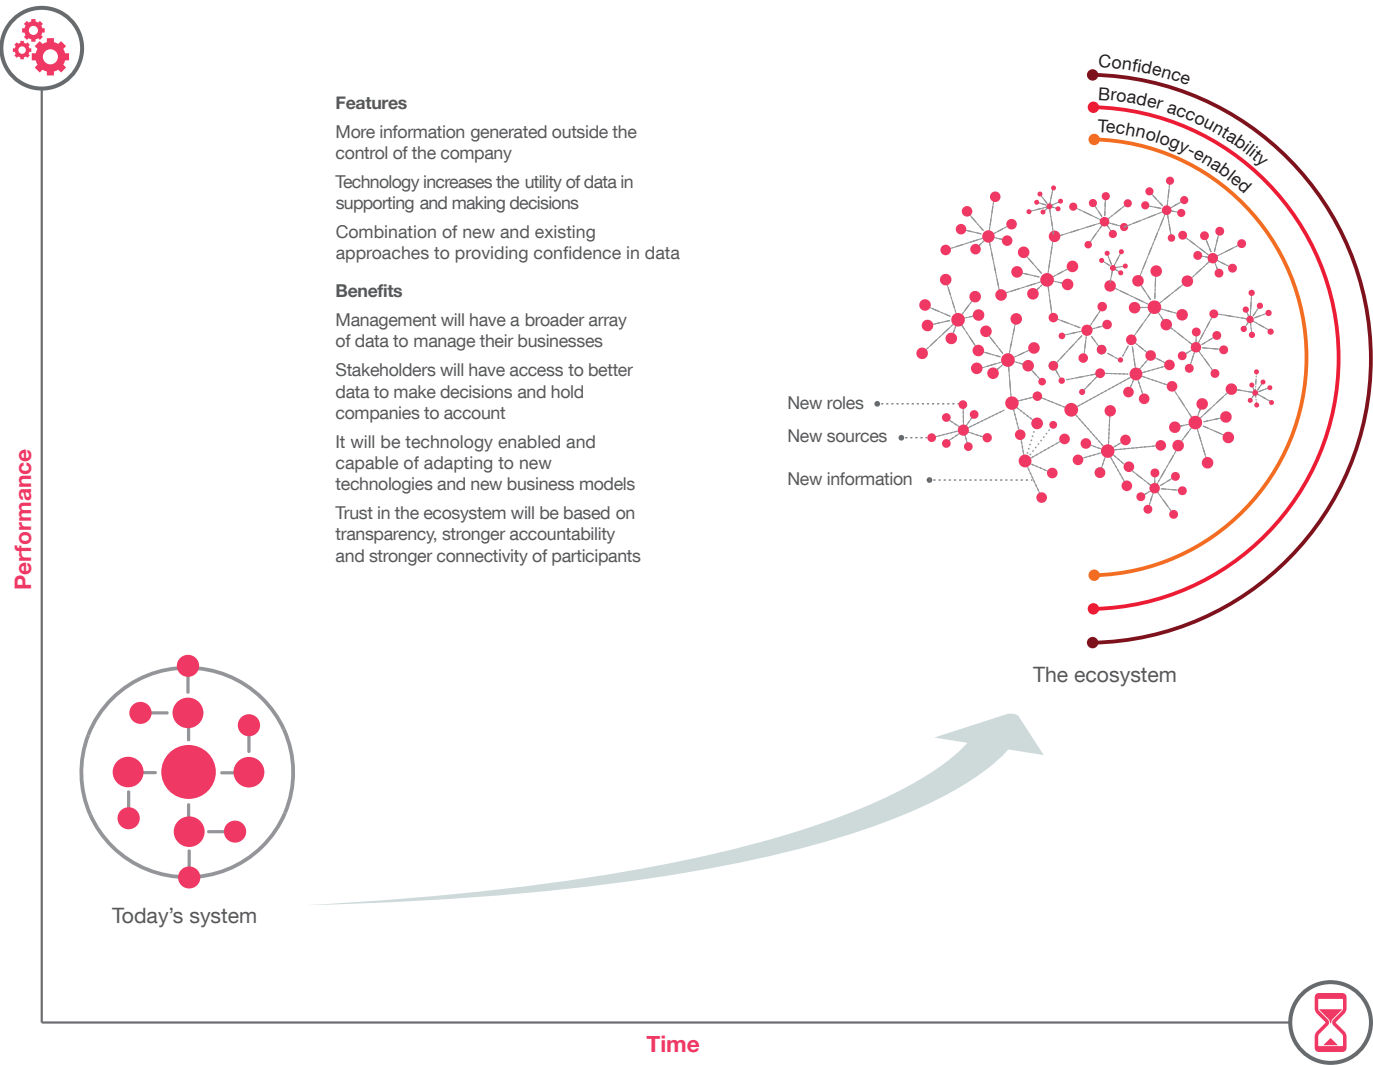 Features
More information generated outside the
control of the company
Technology increases the utility of data in
supporting and making decisions
Combination of new and existing
approaches to providing confidence in data
Benefits
Management will have a broader array
of data to manage their businesses
Stakeholders will have access to better
data to make decisions and hold
companies to account
It will be technology enabled and
capable of adapting to new
technologies and new business models
Trust in the ecosystem will be based on
transparency, stronger accountability
and stronger connectivity of participants
Confidence
Broader accountability
Technology-enabled
New roles
New sources
New information
The ecosystem
Performance
Today’s system
Time